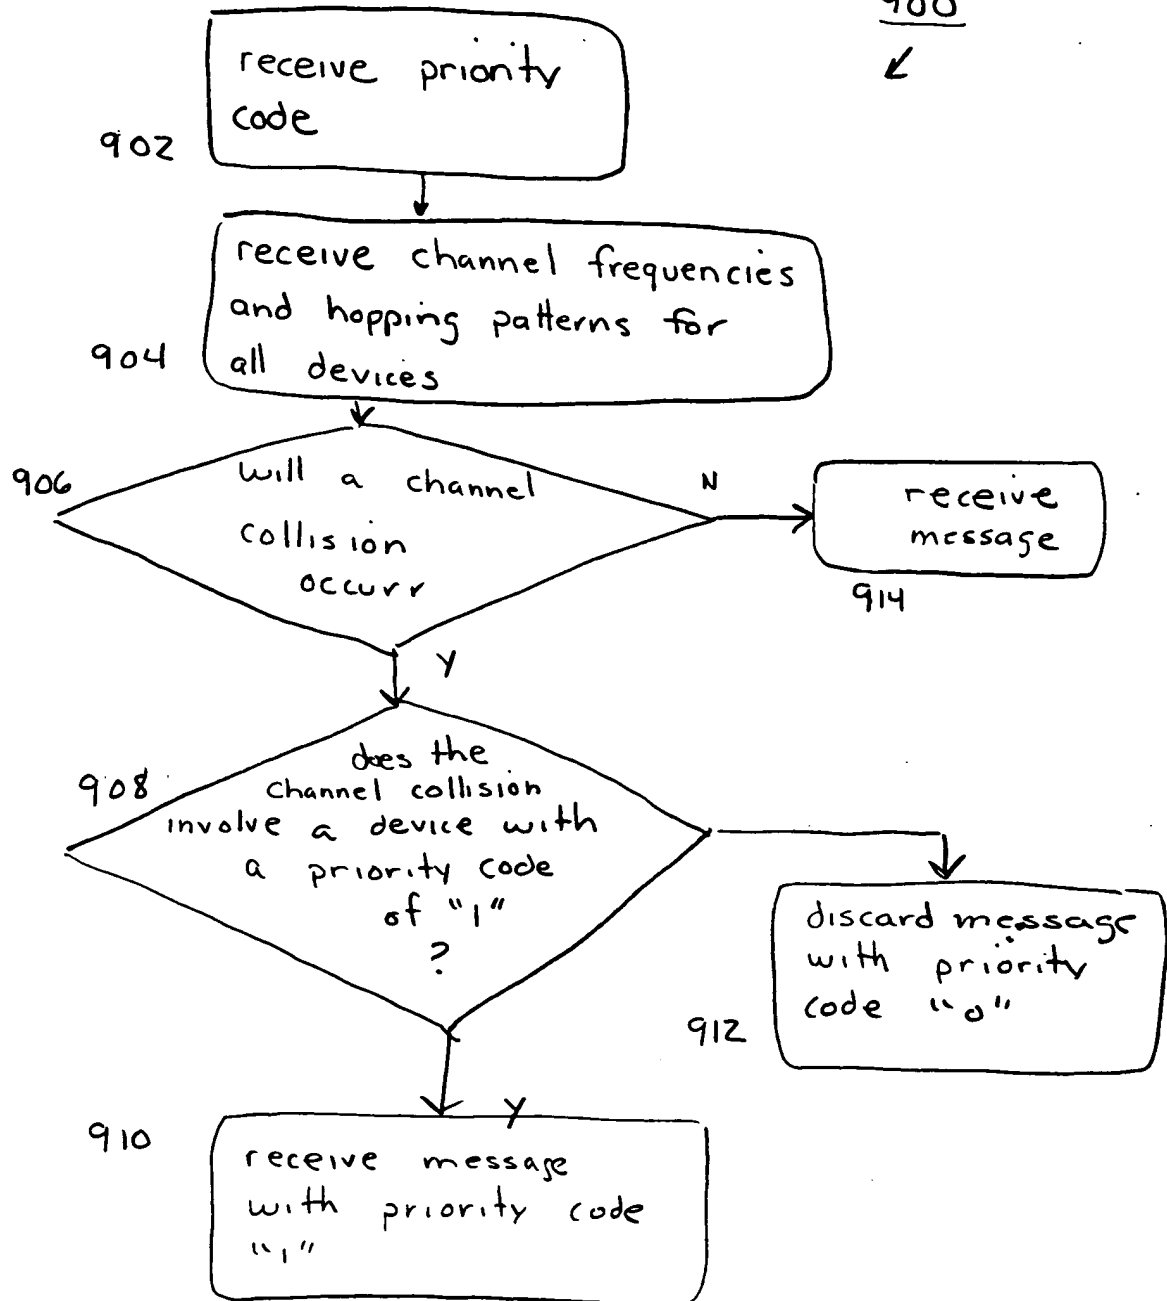 900
receive priority
code
902
receive channel frequencies
and hopping patterns for
all devices
904
906
will a channel
collision
occurr
N
receive
message
914
Y
908
does the
channel collision
involve a device with
a priority code
of "1"
?
discard message
with priority
code "0"
912
Y
910
receive message
with priority code
"1"